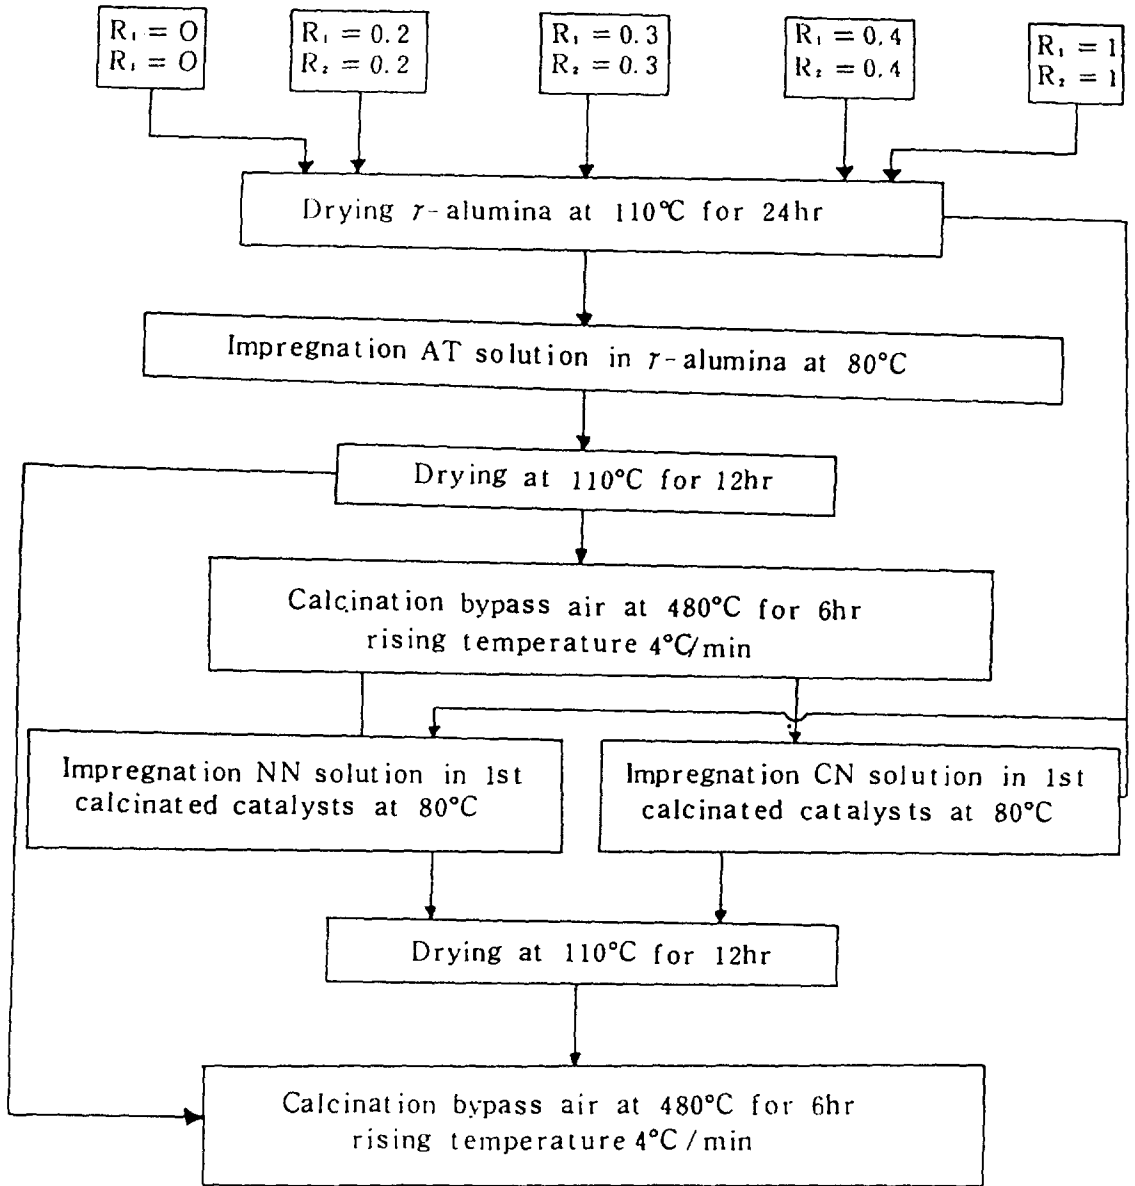 R₁ = O
R₁ = O
R₁ = 0.2
R₂ = 0.2
R₁ = 0.3
R₂ = 0.3
R₁ = 0.4
R₂ = 0.4
R₁ = 1
R₂ = 1
Drying γ-alumina at 110℃ for 24hr
Impregnation AT solution in γ-alumina at 80°C
Drying at 110°C for 12hr
Calcination bypass air at 480°C for 6hr
rising temperature 4°C/min
Impregnation NN solution in 1st
calcinated catalysts at 80°C
Impregnation CN solution in 1st
calcinated catalysts at 80°C
Drying at 110°C for 12hr
Calcination bypass air at 480°C for 6hr
rising temperature 4°C/min